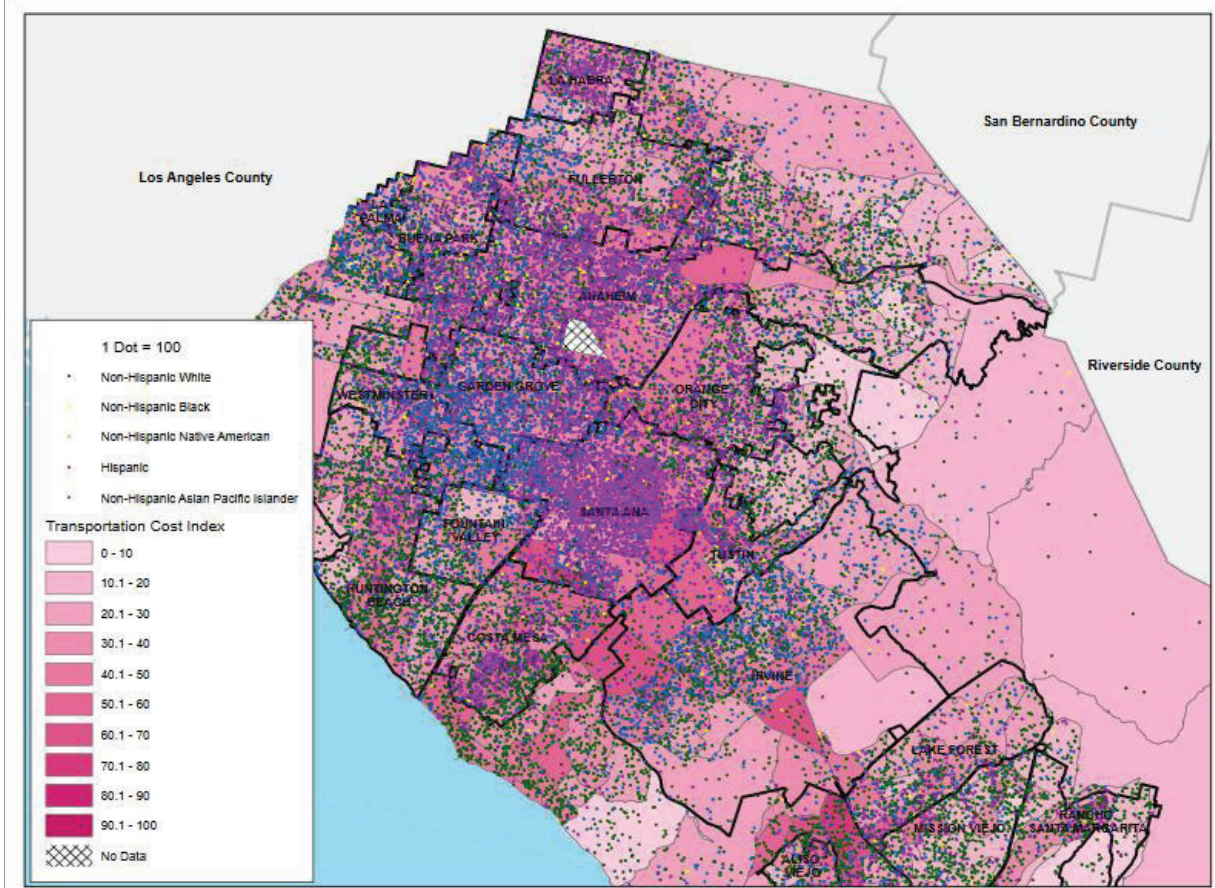 LA HABRA
San Bernardino County
Los Angeles County
FULLERTON
LA PALMA
BUENA PARK
ANAHEIM
Riverside County
1 Dot = 100
Non-Hispanic White
Non-Hispanic Black
Non-Hispanic Native American
Hispanic
Non-Hispanic Asian Pacific Islander
Transportation Cost Index
0 - 10
10.1 - 20
20.1 - 30
30.1 - 40
40.1 - 50
50.1 - 60
60.1 - 70
70.1 - 80
80.1 - 90
90.1 - 100
No Data
GARDEN GROVE
WESTMINSTER
ORANGE
CITY
SANTA ANA
FOUNTAIN
VALLEY
TUSTIN
HUNTINGTON
BEACH
COSTA MESA
IRVINE
LAKE FOREST
MISSION VIEJO
RANCHO
SANTA MARGARITA
ALISO
VIEJO